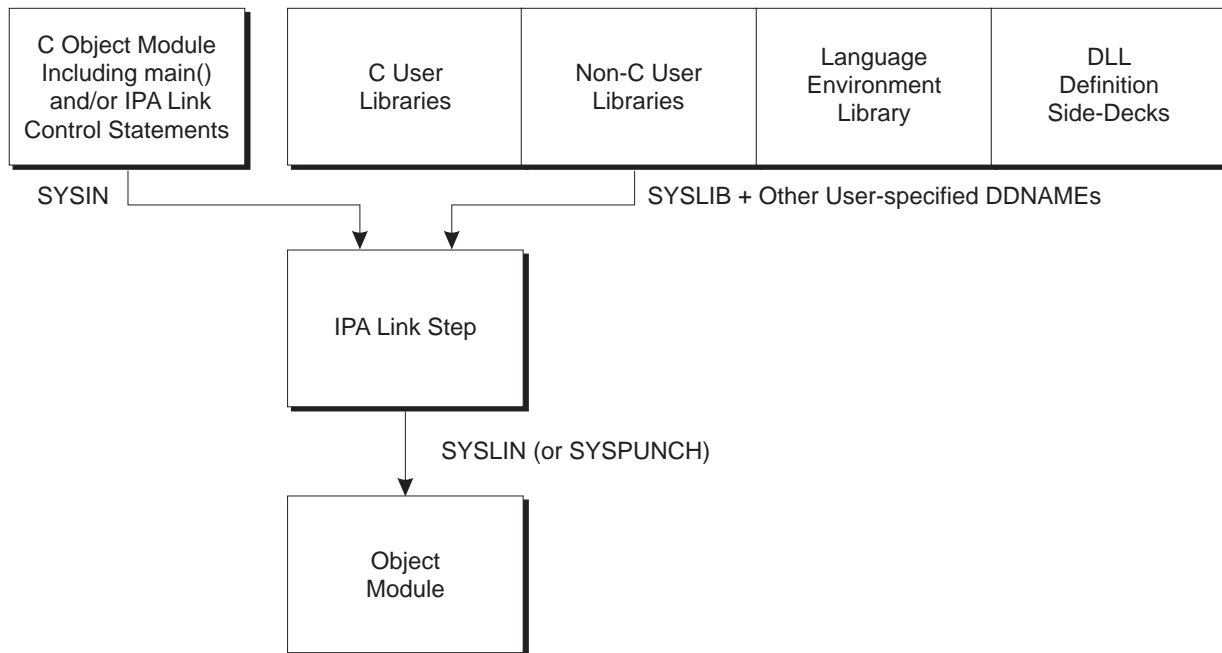 C Object Module
Including main()
and/or IPA Link
Control Statements
C User
Libraries
Non-C User
Libraries
Language
Environment
Library
DLL
Definition
Side-Decks
SYSIN
SYSLIB + Other User-specified DDNAMEs
IPA Link Step
SYSLIN (or SYSPUNCH)
Object
Module